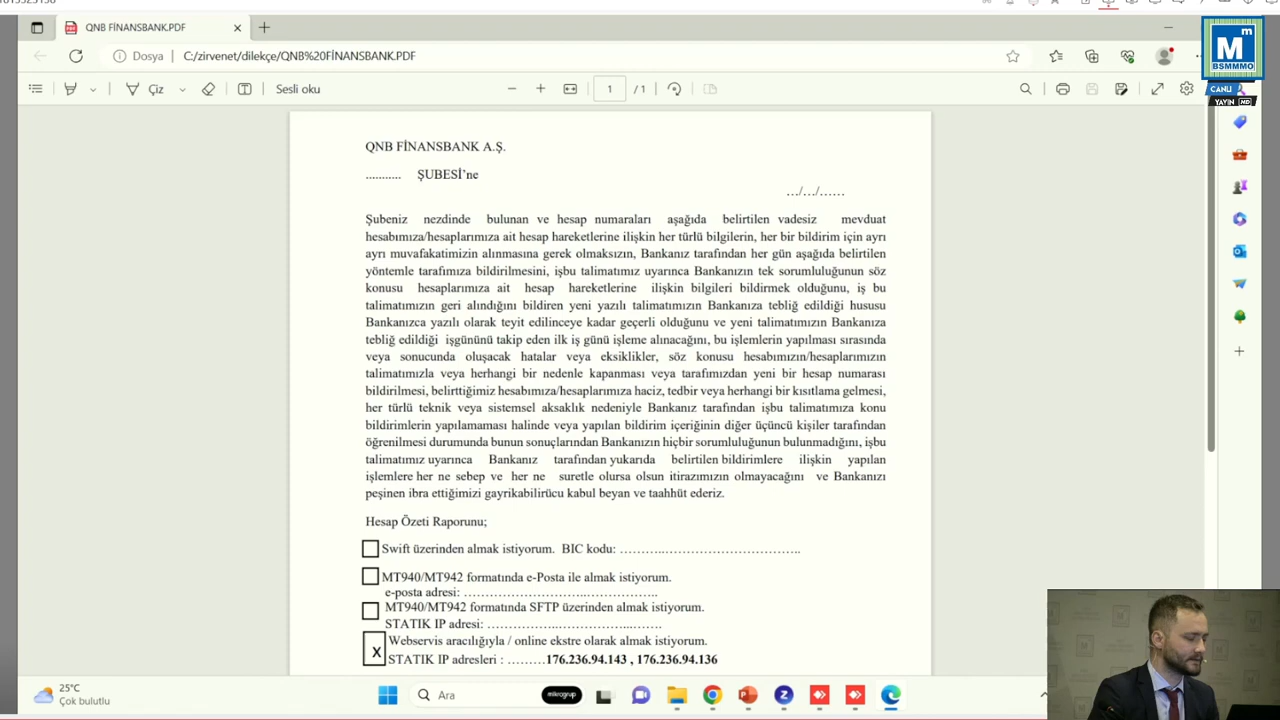 QNB FİNANSBANK.PDF
Dosya C:/zirvenet/dilekçe/QNB%20FİNANSBANK.PDF
Çiz Sesli oku 1 / 1
Mm
BSMMMO
CANLI
YAYIN HD
QNB FİNANSBANK A.Ş.
........... ŞUBESİ’ne
.../.../......
Şubeniz nezdinde bulunan ve hesap numaraları aşağıda belirtilen vadesiz mevduat
hesabımıza/hesaplarımıza ait hesap hareketlerine ilişkin her türlü bilgilerin, her bir bildirim için ayrı
ayrı muvafakatimizin alınmasına gerek olmaksızın, Bankanız tarafından her gün aşağıda belirtilen
yöntemle tarafımıza bildirilmesini, işbu talimatımız uyarınca Bankanızın tek sorumluluğunun söz
konusu hesaplarımıza ait hesap hareketlerine ilişkin bilgileri bildirmek olduğunu, iş bu
talimatımızın geri alındığını bildiren yeni yazılı talimatımızın Bankanıza tebliğ edildiği hususu
Bankanızca yazılı olarak teyit edilinceye kadar geçerli olduğunu ve yeni talimatımızın Bankanıza
tebliğ edildiği işgününü takip eden ilk iş günü işleme alınacağını, bu işlemlerin yapılması sırasında
veya sonucunda oluşacak hatalar veya eksiklikler, söz konusu hesabımızın/hesaplarımızın
talimatımızla veya herhangi bir nedenle kapanması veya tarafımızdan yeni bir hesap numarası
bildirilmesi, belirttiğimiz hesabımıza/hesaplarımıza haciz, tedbir veya herhangi bir kısıtlama gelmesi,
her türlü teknik veya sistemsel aksaklık nedeniyle Bankanız tarafından işbu talimatımıza konu
bildirimlerin yapılamaması halinde veya yapılan bildirim içeriğinin diğer üçüncü kişiler tarafından
öğrenilmesi durumunda bunun sonuçlarından Bankanızın hiçbir sorumluluğunun bulunmadığını, işbu
talimatımız uyarınca Bankanız tarafından yukarıda belirtilen bildirimlere ilişkin yapılan
işlemlere her ne sebep ve her ne suretle olursa olsun itirazımızın olmayacağını ve Bankanızı
peşinen ibra ettiğimizi gayrikabilirücu kabul beyan ve taahhüt ederiz.
Hesap Özeti Raporunu;
Swift üzerinden almak istiyorum. BIC kodu: ........................................
MT940/MT942 formatında e-Posta ile almak istiyorum.
e-posta adresi: ........................................
MT940/MT942 formatında SFTP üzerinden almak istiyorum.
STATIK IP adresi: ........................................
X Webservis aracılığıyla / online ekstre olarak almak istiyorum.
STATIK IP adresleri : .........176.236.94.143 , 176.236.94.136
25°C
Çok bulutlu
Ara
mikrogrup